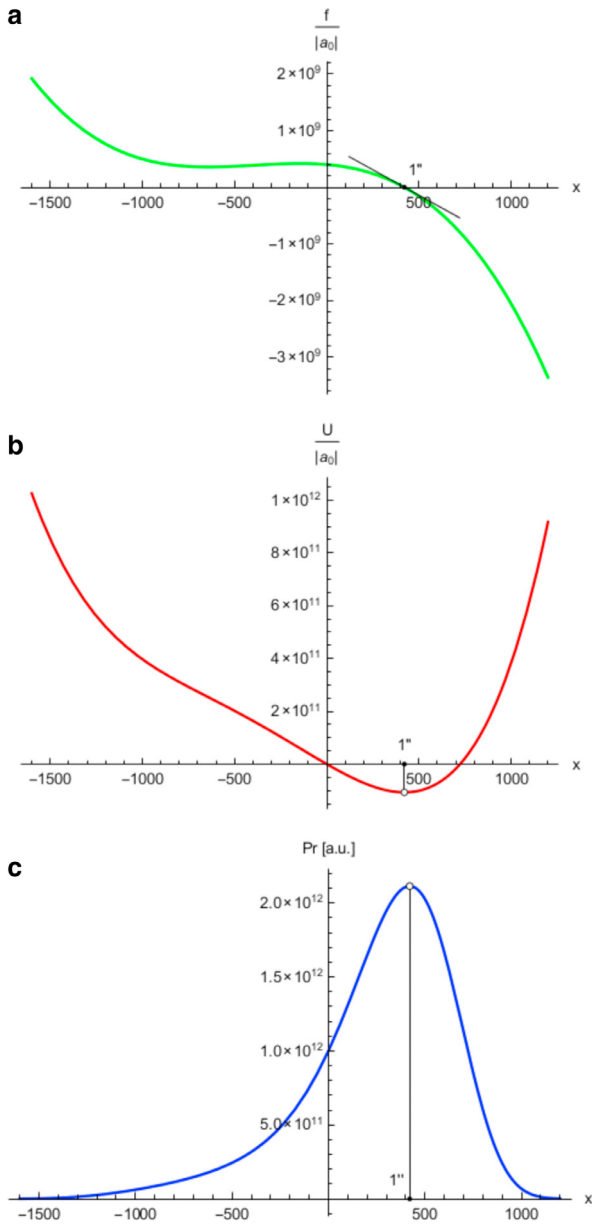 a
f
|a₀|
2×10⁹
1×10⁹
1"
−1500 −1000 −500 500 1000 x
−1×10⁹
−2×10⁹
−3×10⁹
b
U
|a₀|
1×10¹²
8×10¹¹
6×10¹¹
4×10¹¹
2×10¹¹
1"
−1500 −1000 −500 500 1000 x
c
Pr [a.u.]
2.0×10¹²
1.5×10¹²
1.0×10¹²
5.0×10¹¹
1"
−1500 −1000 −500 500 1000 x